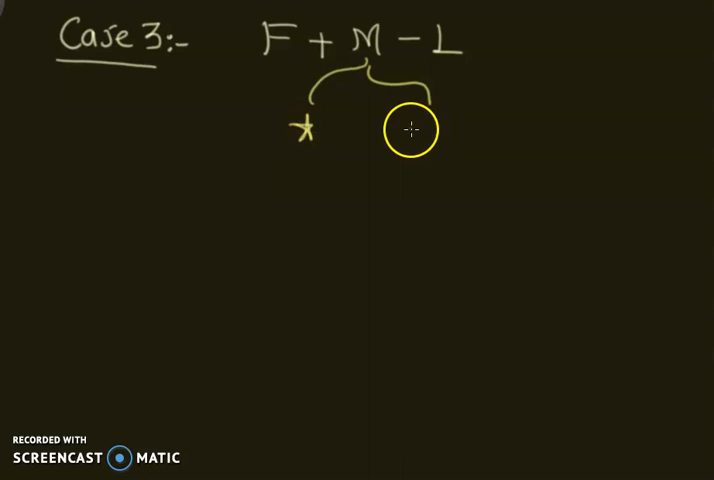 Case 3:- F + M - L
*
RECORDED WITH
SCREENCAST MATIC